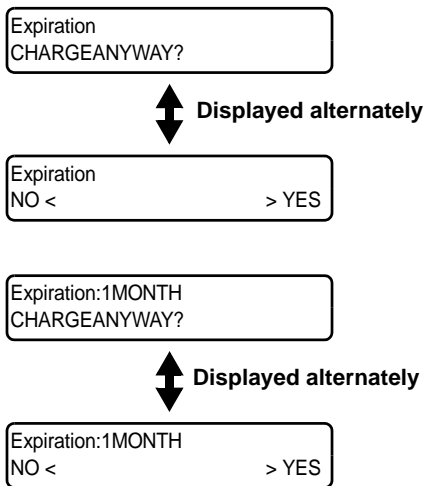 Expiration
CHARGEANYWAY?
Displayed alternately
Expiration
NO < > YES
Expiration:1MONTH
CHARGEANYWAY?
Displayed alternately
Expiration:1MONTH
NO < > YES